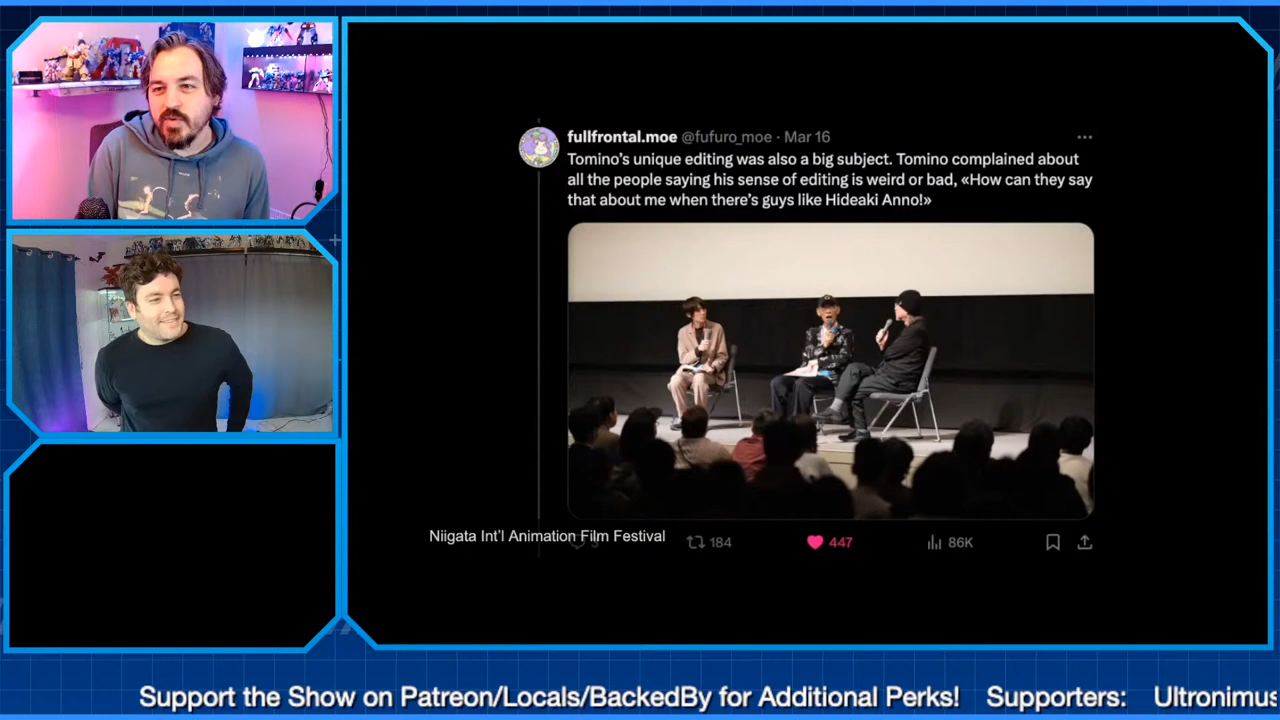 fullfrontal.moe @fufuro_moe · Mar 16
Tomino's unique editing was also a big subject. Tomino complained about
all the people saying his sense of editing is weird or bad, «How can they say
that about me when there's guys like Hideaki Anno!»
Niigata Int'l Animation Film Festival
184
447
86K
Support the Show on Patreon/Locals/BackedBy for Additional Perks! Supporters: Ultronimus